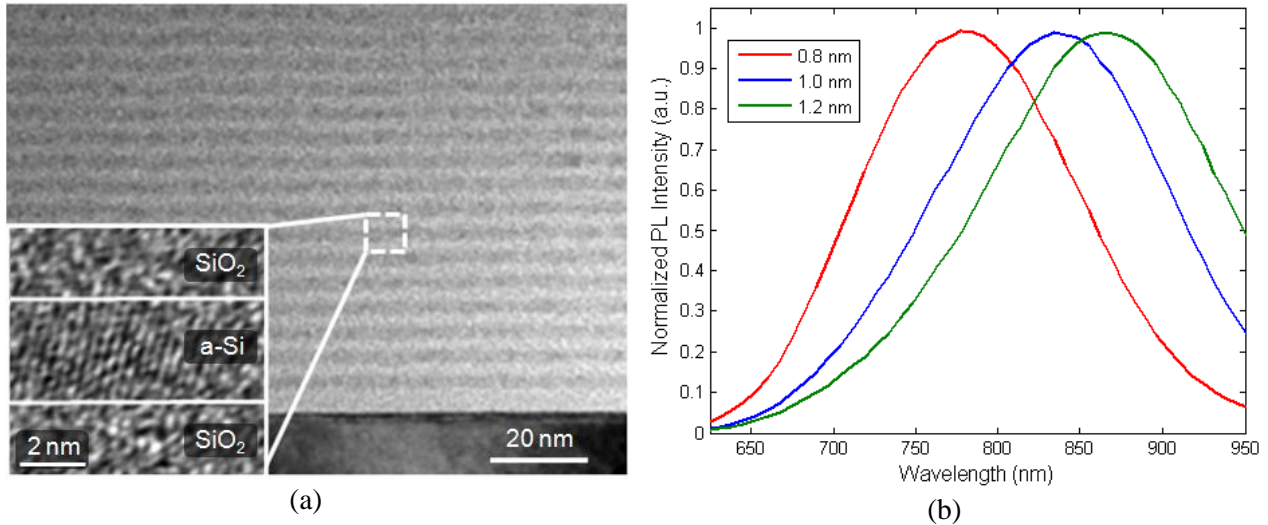 SiO2
a-Si
SiO2
2 nm
20 nm
(a)
1
0.9
0.8
0.7
0.6
0.5
0.4
0.3
0.2
0.1
0
Normalized PL Intensity (a.u.)
0.8 nm
1.0 nm
1.2 nm
650 700 750 800 850 900 950
Wavelength (nm)
(b)